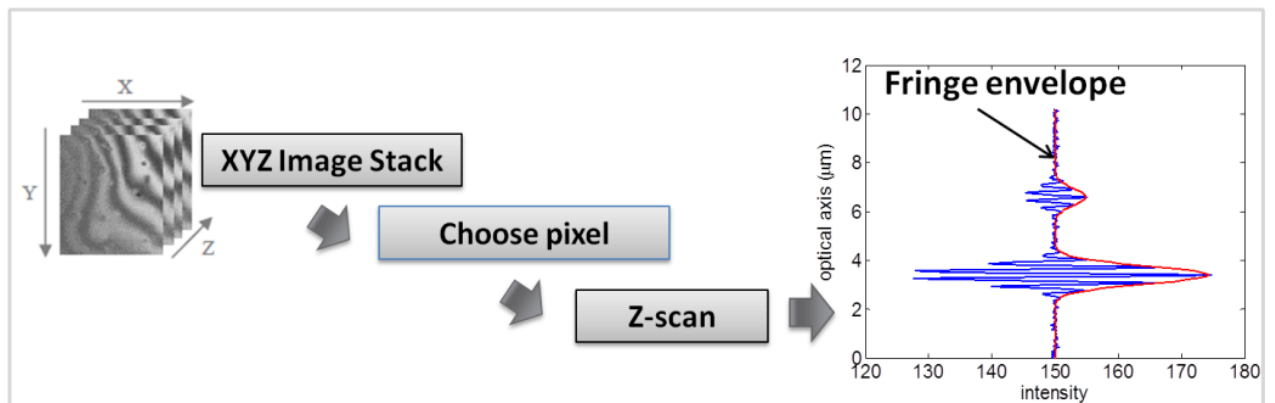 X
Y
Z
XYZ Image Stack
Choose pixel
Z-scan
Fringe envelope
optical axis (μm)
12
10
8
6
4
2
0
120 130 140 150 160 170 180
intensity